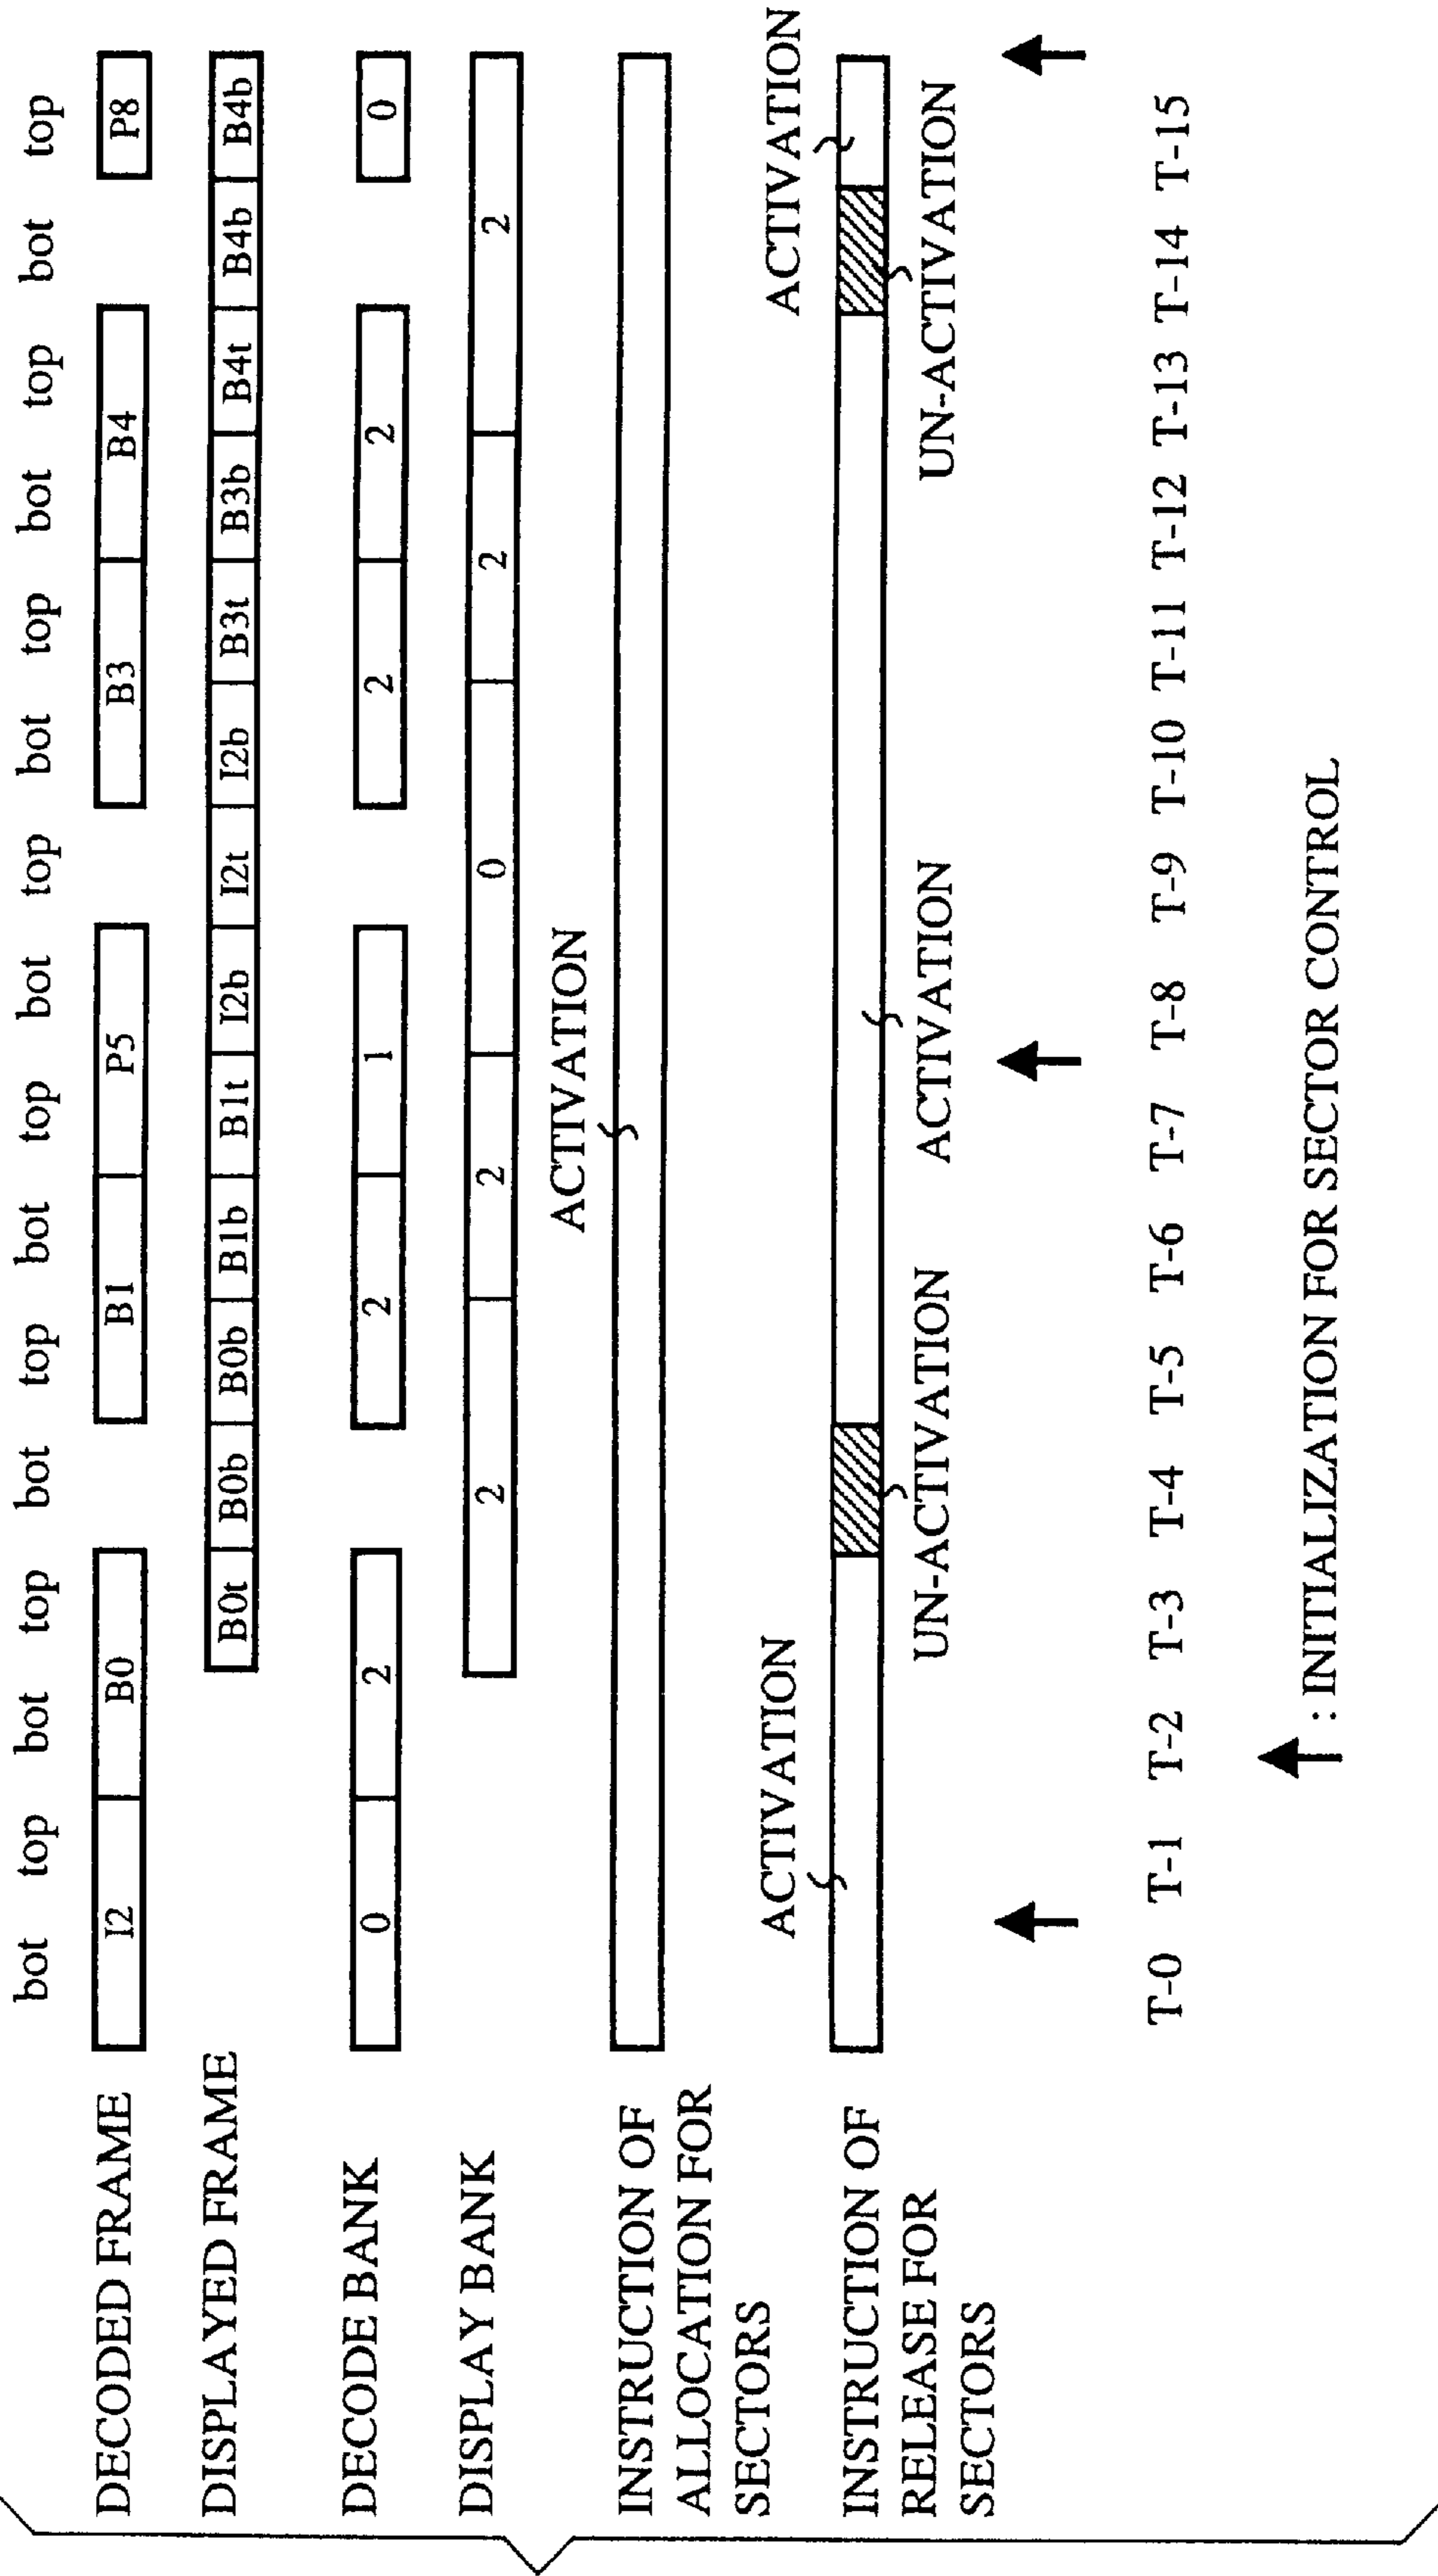 bot top bot top bot top bot top bot top bot top bot top bot top
DECODED FRAME I2 B0 B1 P5 B3 B4 P8
DISPLAYED FRAME B0t B0b B0b B1b B1t I2b I2t I2b B3t B3b B4t B4b B4b
DECODE BANK 0 2 2 1 2 2 0
DISPLAY BANK 2 2 0 2 2
ACTIVATION
INSTRUCTION OF
ALLOCATION FOR
SECTORS
ACTIVATION ACTIVATION
INSTRUCTION OF
RELEASE FOR
SECTORS
UN-ACTIVATION ACTIVATION UN-ACTIVATION
T-0 T-1 T-2 T-3 T-4 T-5 T-6 T-7 T-8 T-9 T-10 T-11 T-12 T-13 T-14 T-15
: INITIALIZATION FOR SECTOR CONTROL